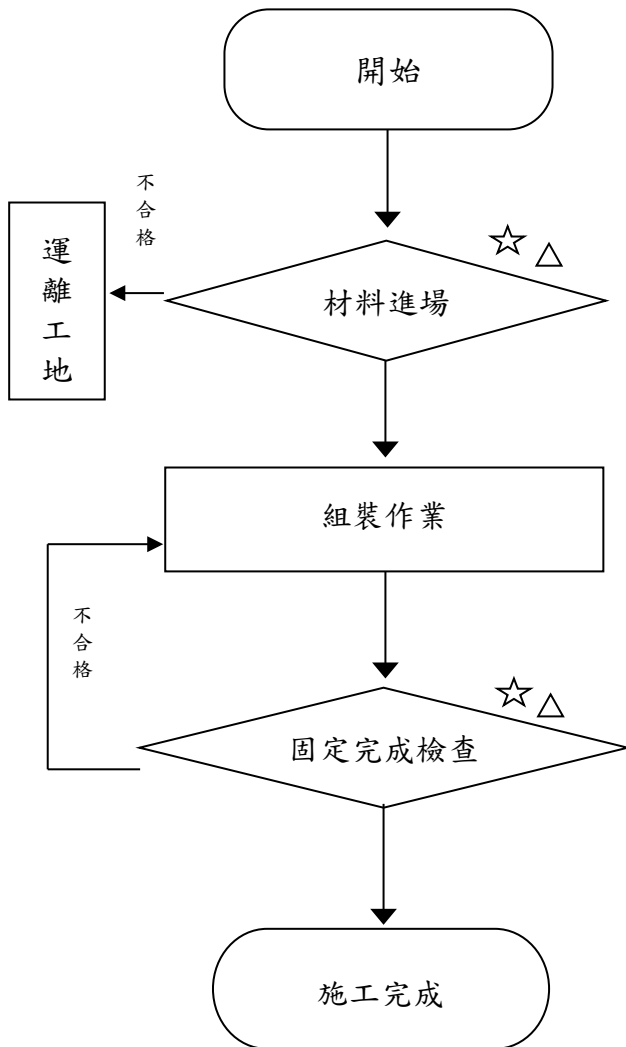 開始
不合格
運離工地
☆△
材料進場
組裝作業
不合格
☆△
固定完成檢查
施工完成